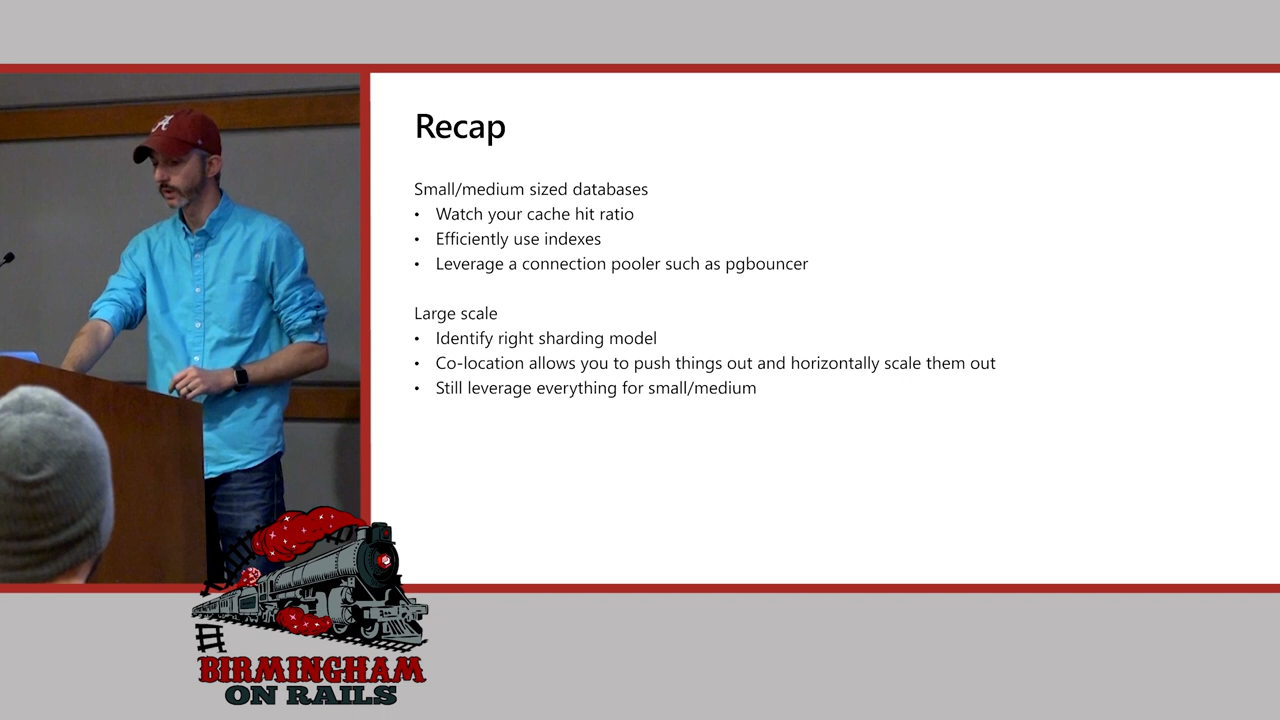 Recap
Small/medium sized databases
• Watch your cache hit ratio
• Efficiently use indexes
• Leverage a connection pooler such as pgbouncer
Large scale
• Identify right sharding model
• Co-location allows you to push things out and horizontally scale them out
• Still leverage everything for small/medium
A
BIRMINGHAM
ON RAILS